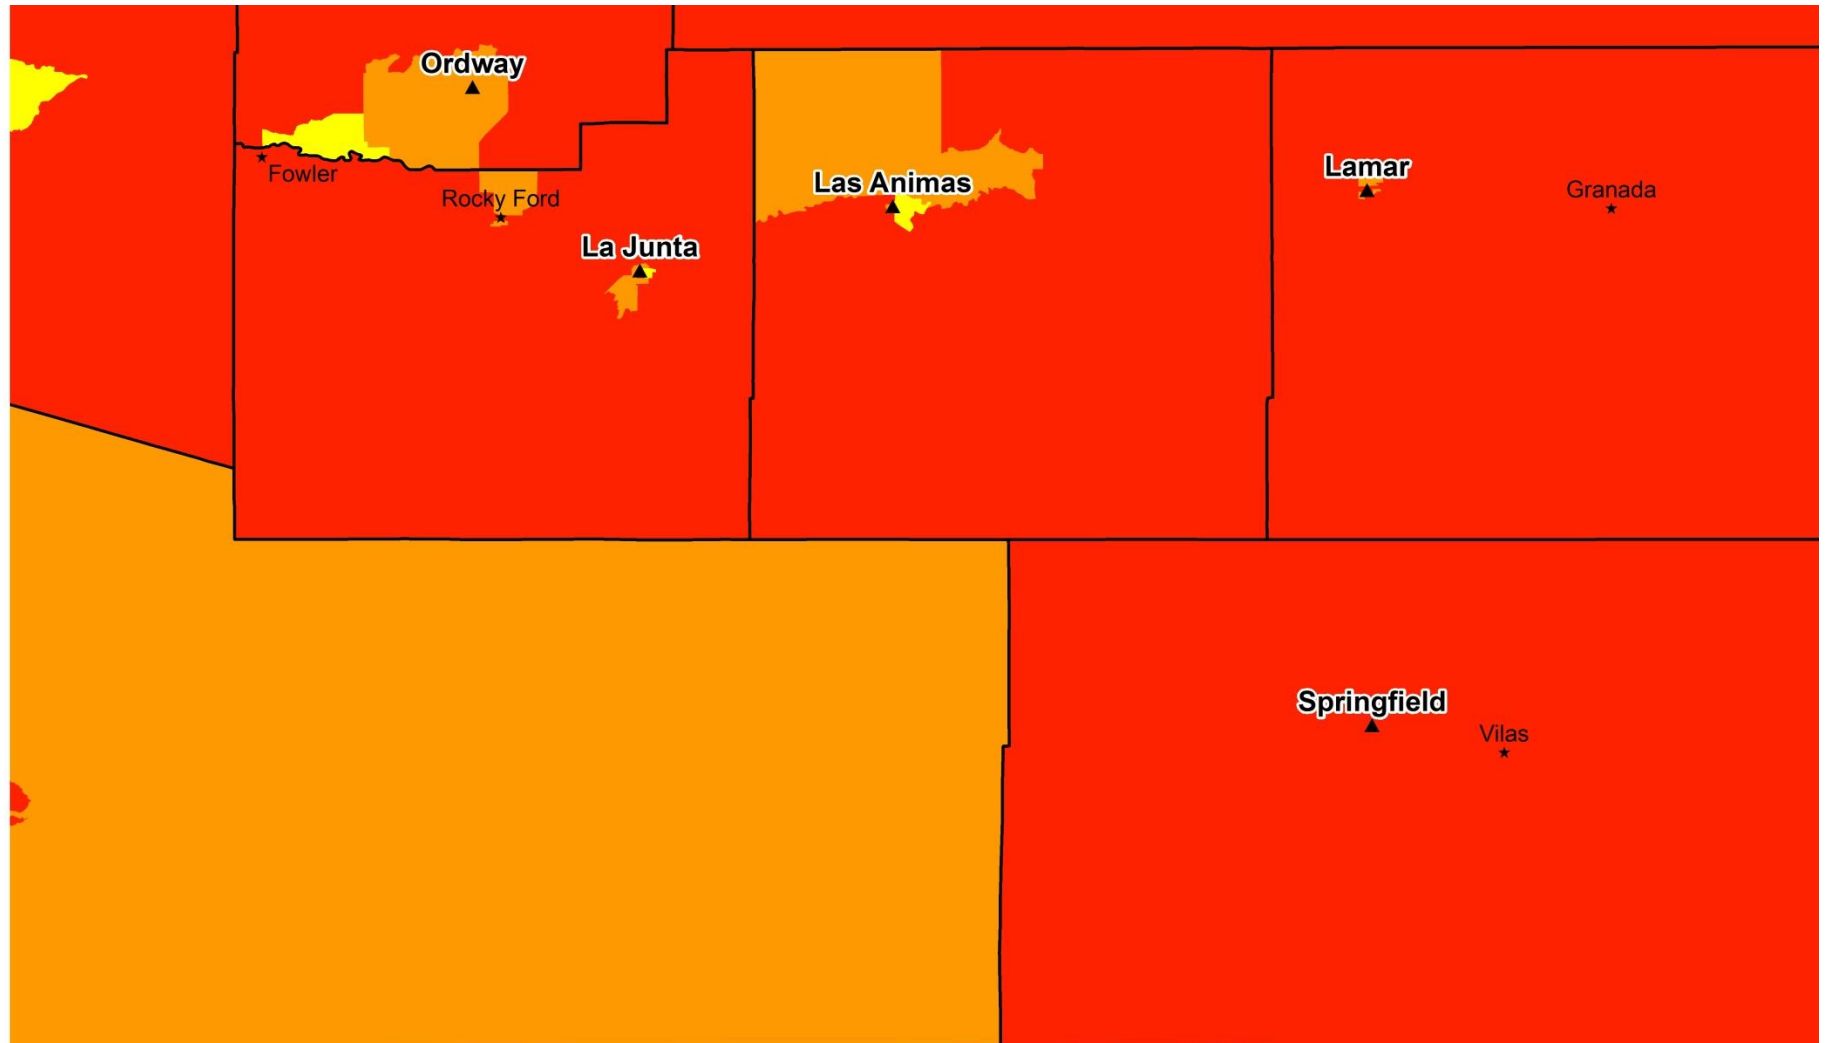 Ordway
Fowler
Rocky Ford
Las Animas
Lamar
Granada
La Junta
Springfield
Vilas